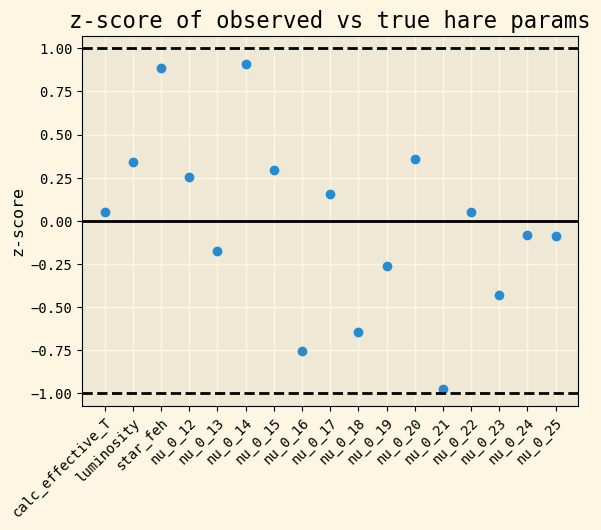 z-score of observed vs true hare params
z-score
1.00
0.75
0.50
0.25
0.00
−0.25
−0.50
−0.75
−1.00
calc_effective_T
luminosity
star_feh
nu_0_12
nu_0_13
nu_0_14
nu_0_15
nu_0_16
nu_0_17
nu_0_18
nu_0_19
nu_0_20
nu_0_21
nu_0_22
nu_0_23
nu_0_24
nu_0_25